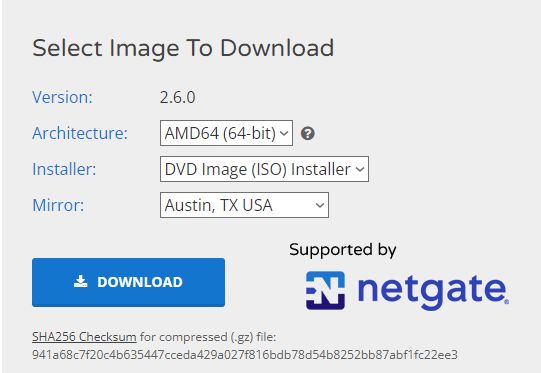 Select Image To Download
Version: 2.6.0
Architecture: AMD64 (64-bit)
Installer: DVD Image (ISO) Installer
Mirror: Austin, TX USA
Supported by
DOWNLOAD
netgate®
SHA256 Checksum for compressed (.gz) file:
941a68c7f20c4b635447cceda429a027f816bdb78d54b8252bb87abf1fc22ee3